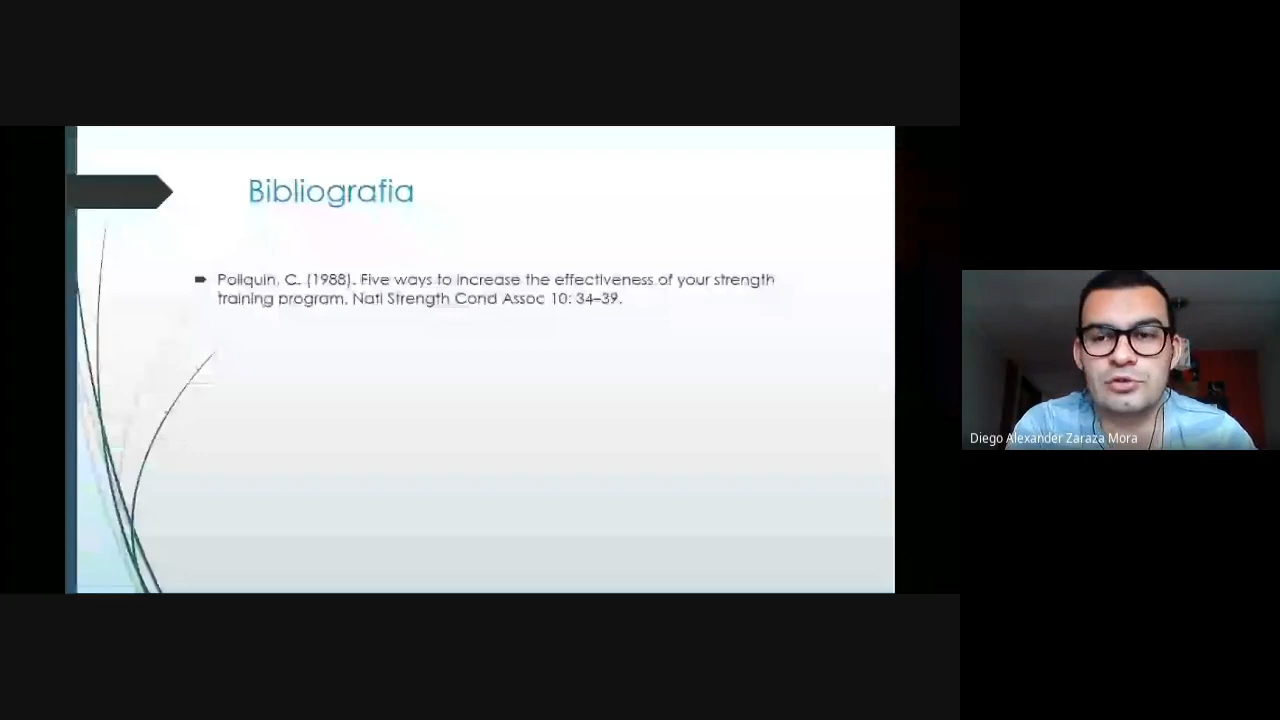 Bibliografia
Poliquin, C. (1988). Five ways to increase the effectiveness of your strength
training program. Natl Strength Cond Assoc 10: 34–39.
Diego Alexander Zaraza Mora